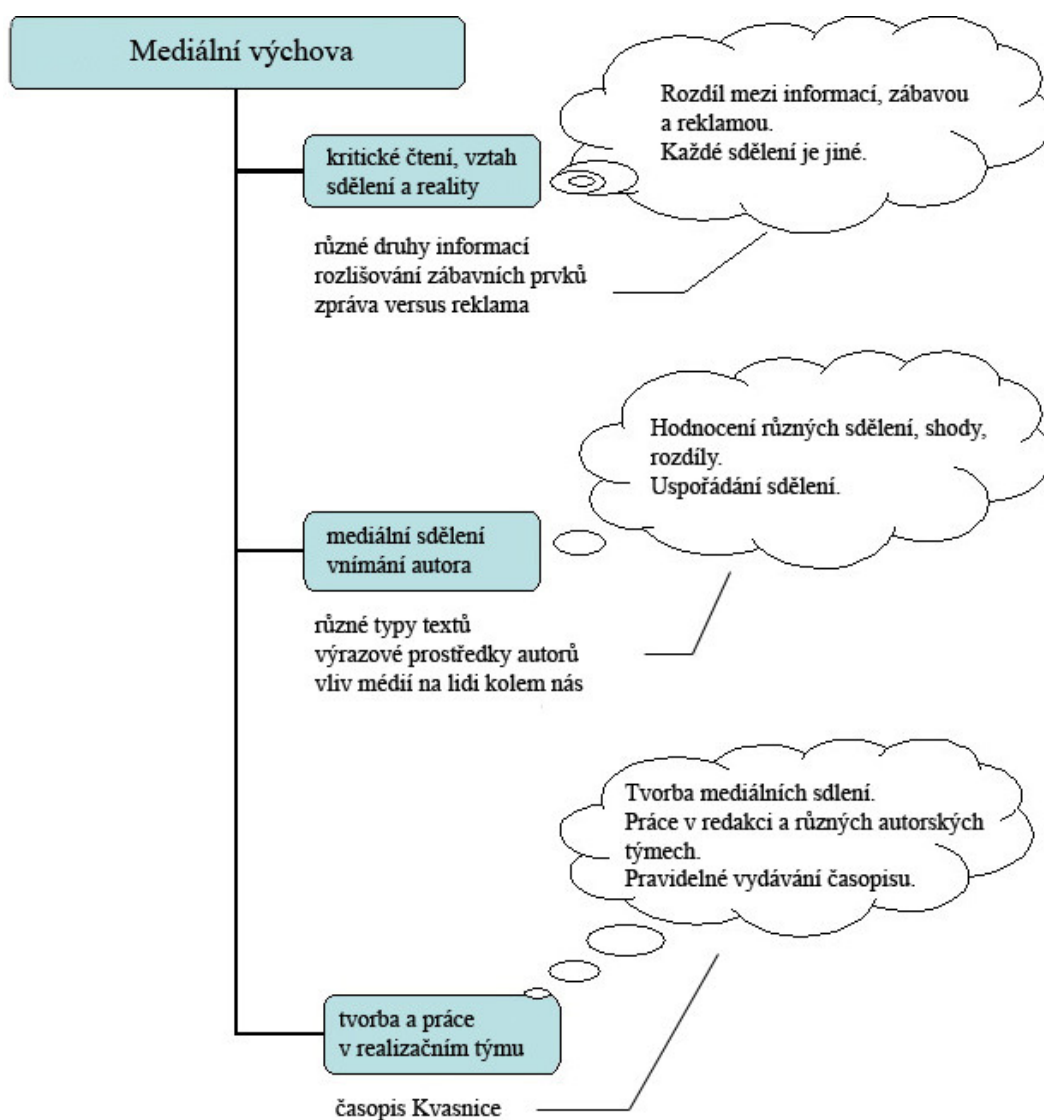 Mediální výchova
kritické čtení, vztah
sdělení a reality
Rozdíl mezi informací, zábavou
a reklamou.
Každé sdělení je jiné.
různé druhy informací
rozlišování zábavních prvků
zpráva versus reklama
mediální sdělení
vnímání autora
Hodnocení různých sdělení, shody,
rozdíly.
Uspořádání sdělení.
různé typy textů
výrazové prostředky autorů
vliv médií na lidi kolem nás
tvorba a práce
v realizačním týmu
Tvorba mediálních sdlení.
Práce v redakci a různých autorských
týmech.
Pravidelné vydávání časopisu.
časopis Kvasnice